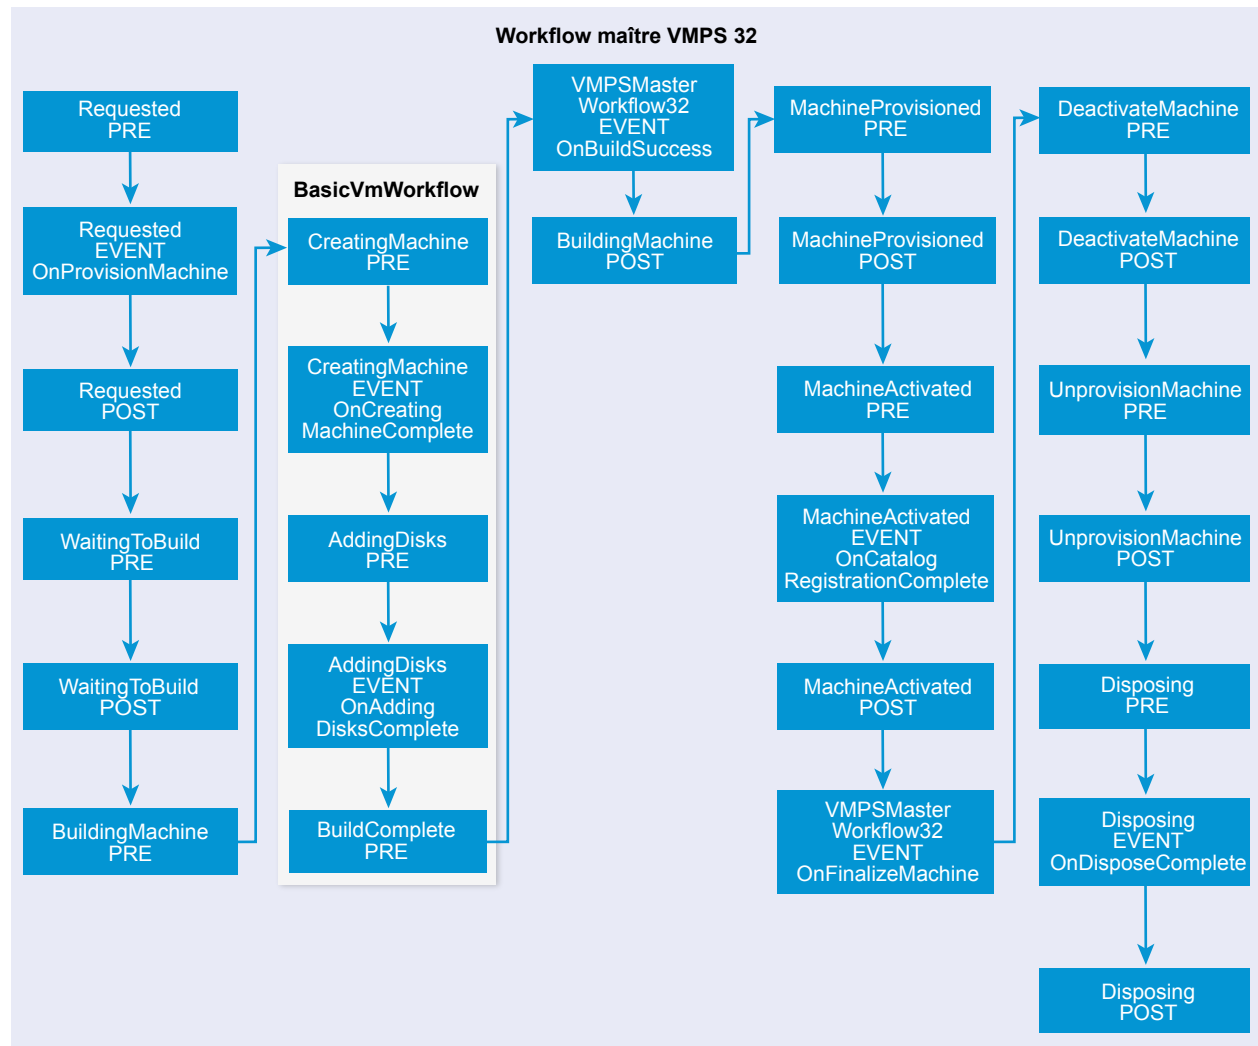 Workflow maître VMPS 32
Requested
PRE
Requested
EVENT
OnProvisionMachine
Requested
POST
WaitingToBuild
PRE
WaitingToBuild
POST
BuildingMachine
PRE
BasicVmWorkflow
CreatingMachine
PRE
CreatingMachine
EVENT
OnCreating
MachineComplete
AddingDisks
PRE
AddingDisks
EVENT
OnAdding
DisksComplete
BuildComplete
PRE
VMPSMaster
Workflow32
EVENT
OnBuildSuccess
BuildingMachine
POST
MachineProvisioned
PRE
MachineProvisioned
POST
MachineActivated
PRE
MachineActivated
EVENT
OnCatalog
RegistrationComplete
MachineActivated
POST
VMPSMaster
Workflow32
EVENT
OnFinalizeMachine
DeactivateMachine
PRE
DeactivateMachine
POST
UnprovisionMachine
PRE
UnprovisionMachine
POST
Disposing
PRE
Disposing
EVENT
OnDisposeComplete
Disposing
POST